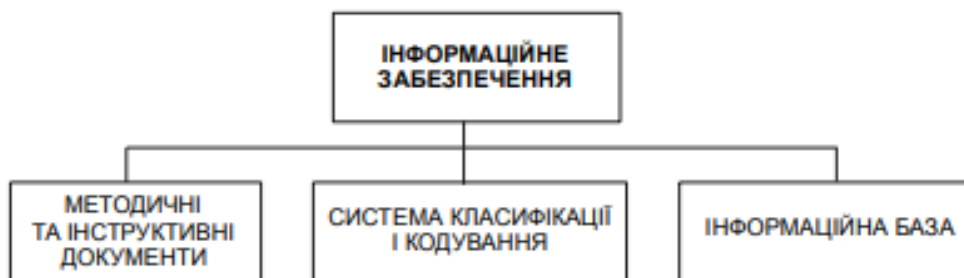 ІНФОРМАЦІЙНЕ
ЗАБЕЗПЕЧЕННЯ
МЕТОДИЧНІ
ТА ІНСТРУКТИВНІ
ДОКУМЕНТИ
СИСТЕМА КЛАСИФІКАЦІЇ
І КОДУВАННЯ
ІНФОРМАЦІЙНА БАЗА